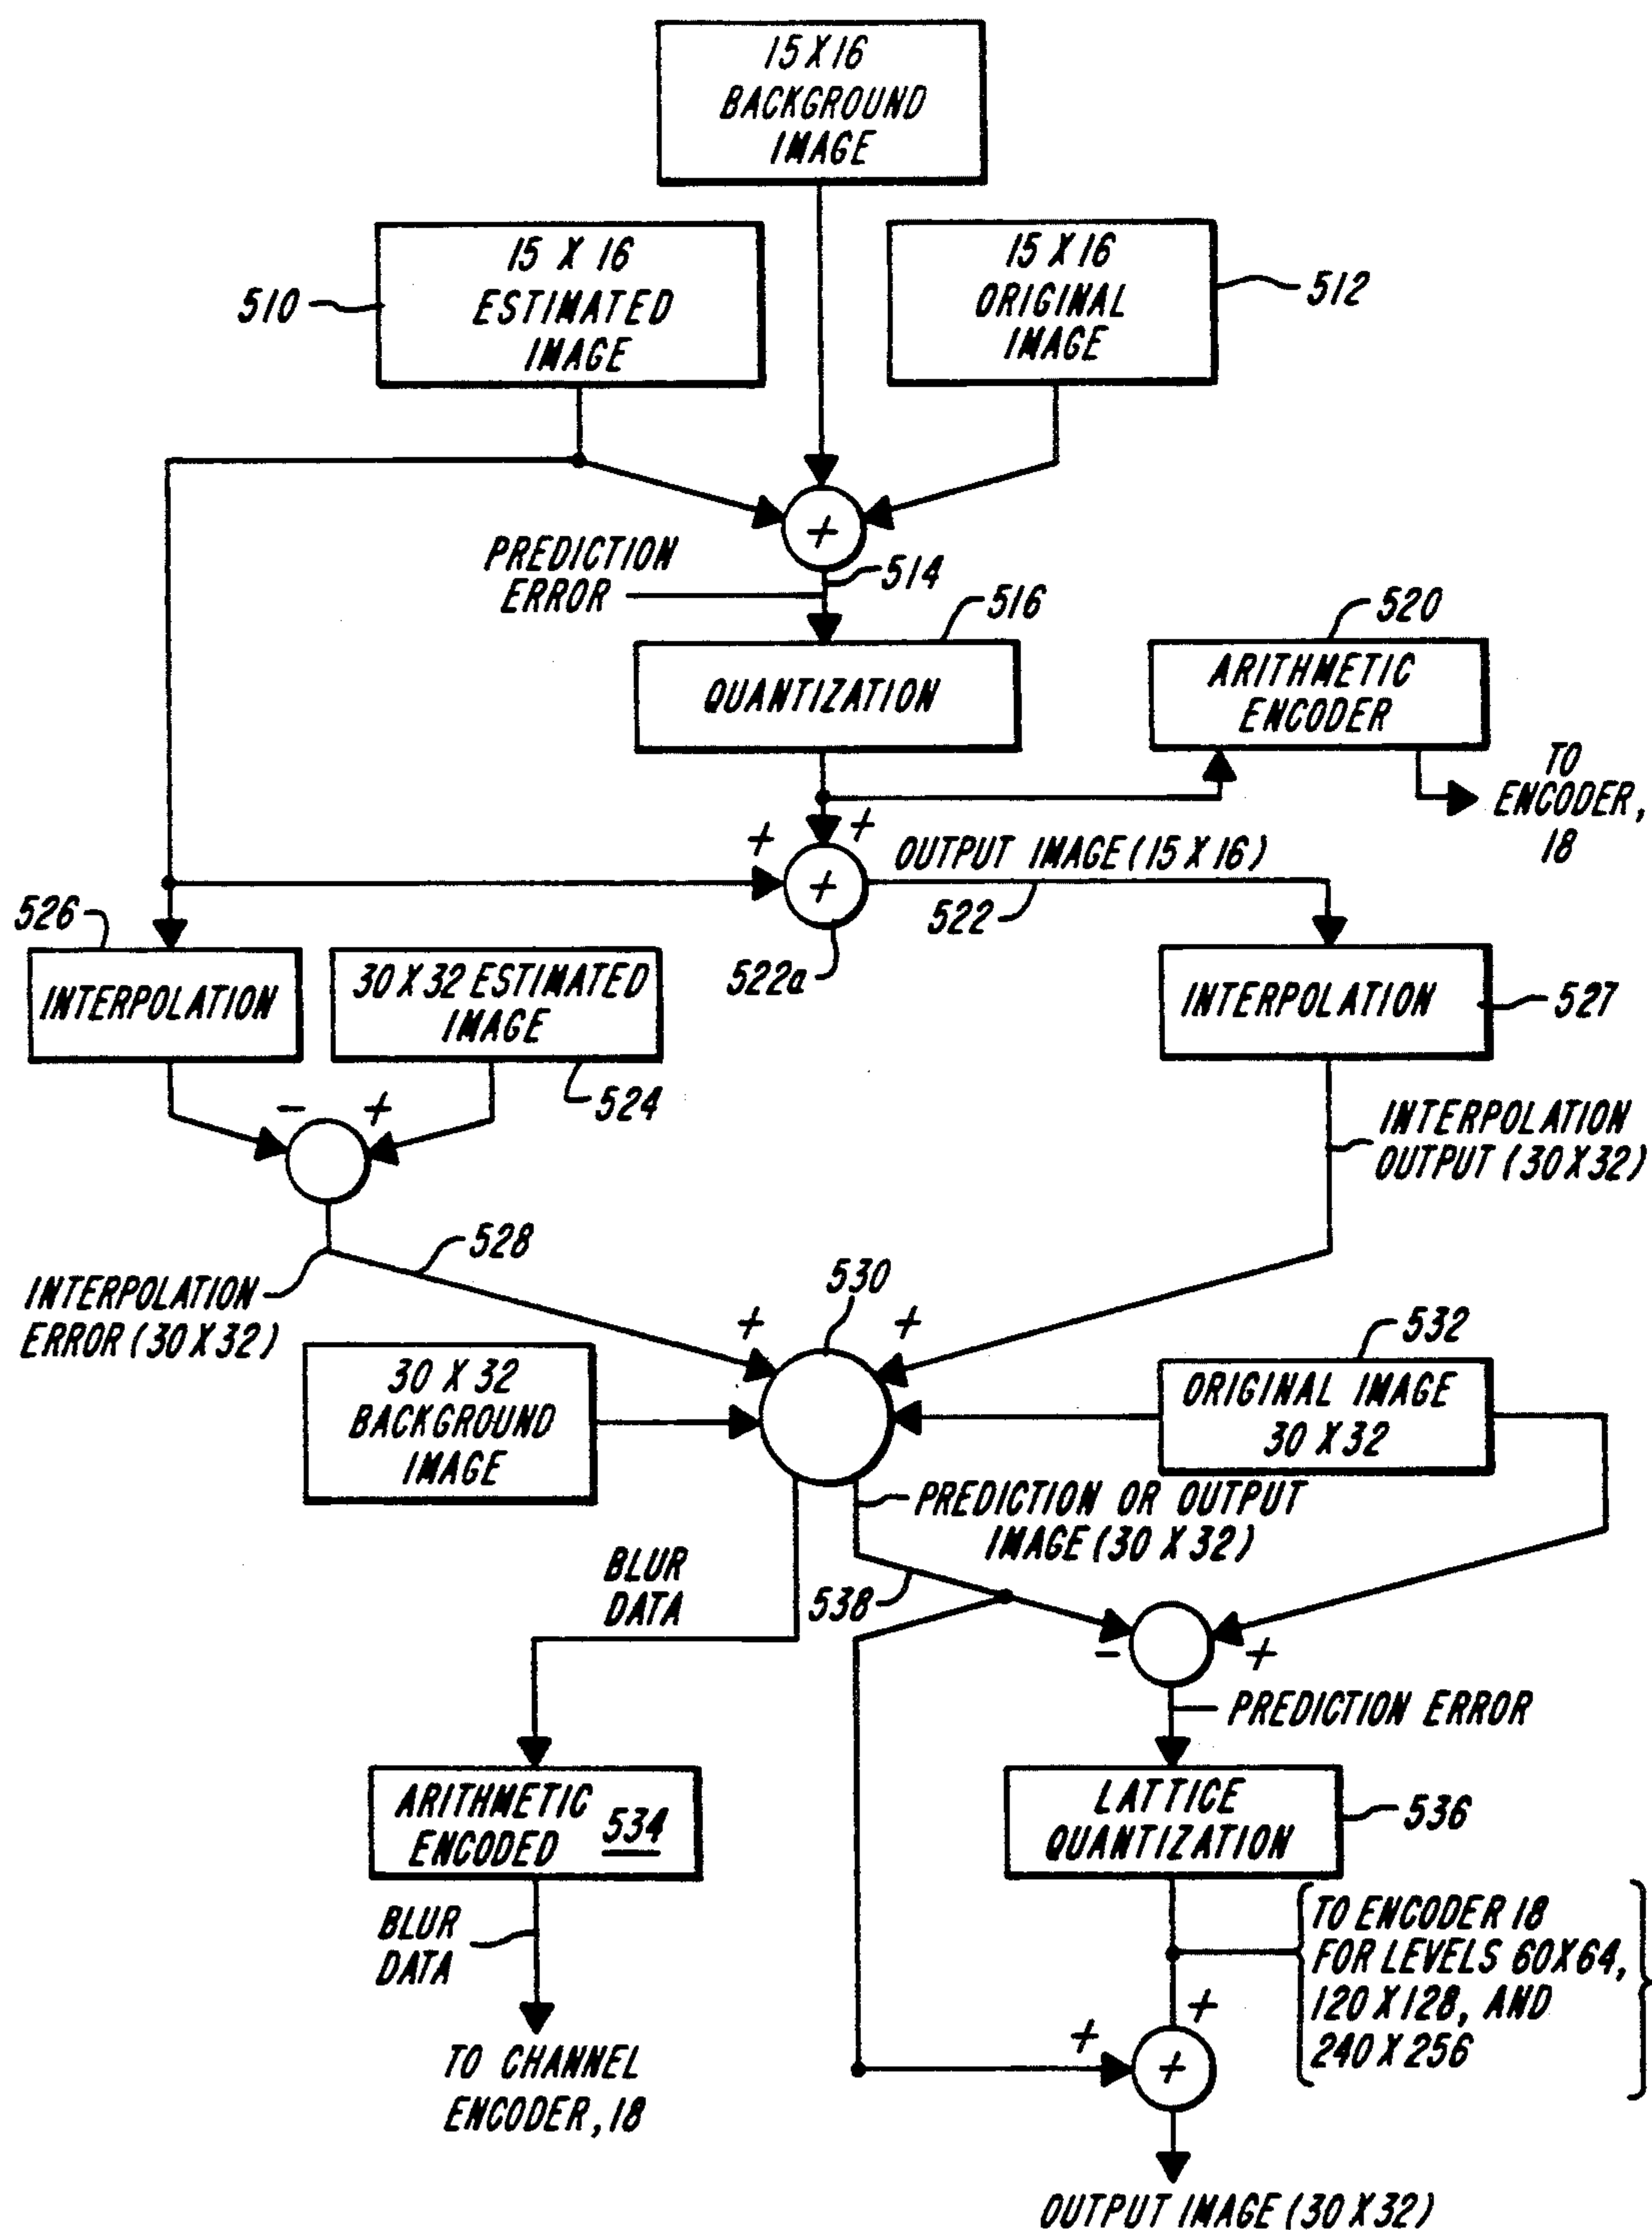 15 X 16
BACKGROUND
IMAGE
15 X 16
ESTIMATED
IMAGE
510
15 X 16
ORIGINAL
IMAGE
512
+
PREDICTION
ERROR
514
516
QUANTIZATION
520
ARITHMETIC
ENCODER
TO
ENCODER,
18
+ +
+
OUTPUT IMAGE (15 X 16)
522
522a
526
INTERPOLATION
30 X 32 ESTIMATED
IMAGE
524
INTERPOLATION
527
- +
INTERPOLATION
OUTPUT (30 X 32)
528
INTERPOLATION
ERROR (30 X 32)
530
+ +
30 X 32
BACKGROUND
IMAGE
532
ORIGINAL IMAGE
30 X 32
PREDICTION OR OUTPUT
IMAGE (30 X 32)
BLUR
DATA
538
- +
PREDICTION ERROR
ARITHMETIC
ENCODED 534
LATTICE
QUANTIZATION
536
BLUR
DATA
TO ENCODER 18
FOR LEVELS 60X64,
120 X 128, AND
240 X 256
+ +
+
TO CHANNEL
ENCODER, 18
OUTPUT IMAGE (30 X 32)